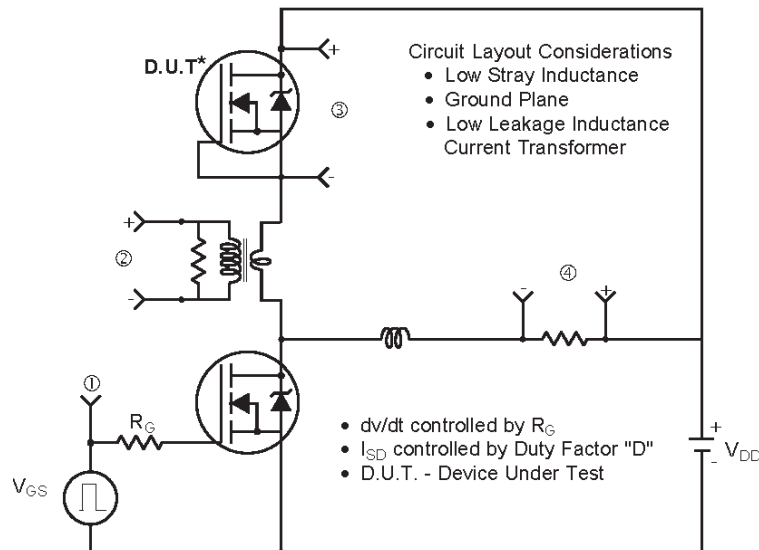 D.U.T*
+
-
③
Circuit Layout Considerations
• Low Stray Inductance
• Ground Plane
• Low Leakage Inductance
Current Transformer
+
②
-
④
-
+
①
RG
VGS
• dv/dt controlled by RG
• ISD controlled by Duty Factor "D"
• D.U.T. - Device Under Test
+
-
VDD